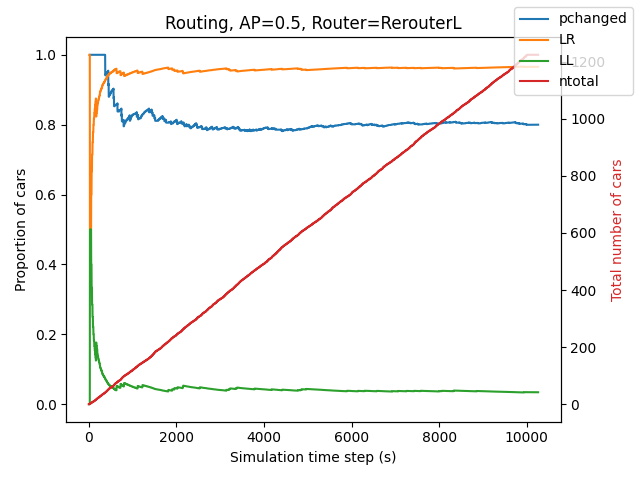 Routing, AP=0.5, Router=RerouterL
pchanged
LR
LL
ntotal
Proportion of cars
1.0
0.8
0.6
0.4
0.2
0.0
1200
1000
800
600
400
200
0
Total number of cars
0 2000 4000 6000 8000 10000
Simulation time step (s)